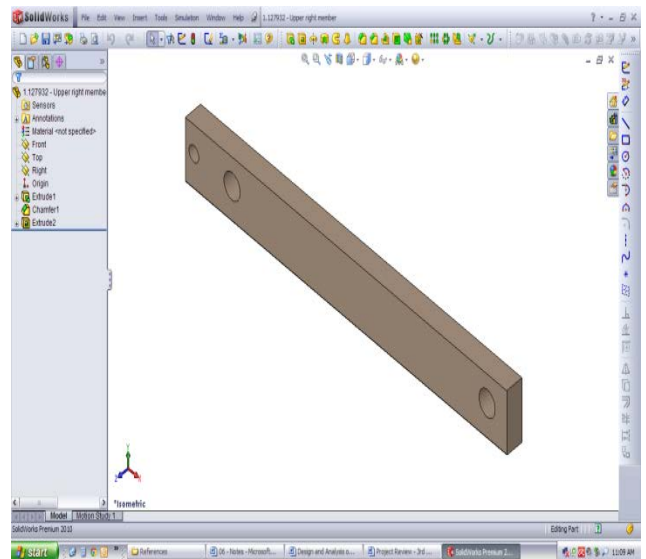 SolidWorks File Edit View Insert Tools Simulation Window Help 1.127932 - Upper right member
1.127932 - Upper right membe
Sensors
Annotations
Material <not specified>
Front
Top
Right
Origin
Extrude1
Chamfer1
Extrude2
Y
*Isometric
Model Motion Study 1
SolidWorks Premium 2010 Editing Part
start References 06 - Notes - Microsoft... Design and Analysis o... Project Review - 3rd ... SolidWorks Premium 2... 11:09 AM